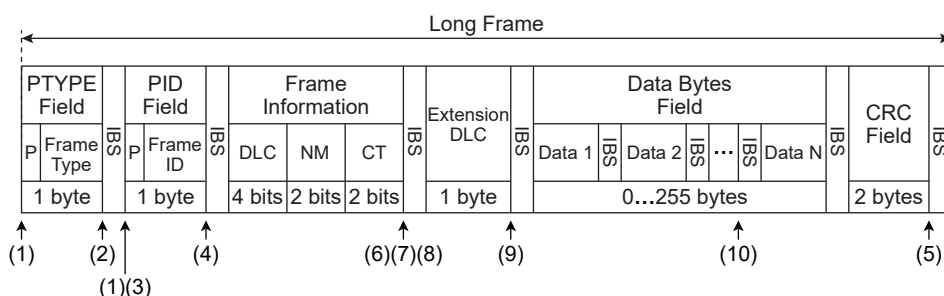 Long Frame
PTYPE Field
IBS
PID Field
IBS
Frame Information
IBS
Extension DLC
IBS
Data Bytes Field
IBS
CRC Field
IBS
P
Frame Type
P
Frame ID
DLC
NM
CT
Data 1
IBS
Data 2
IBS
...
IBS
Data N
1 byte
1 byte
4 bits
2 bits
2 bits
1 byte
0...255 bytes
2 bytes
(1)
(2)
(4)
(6)(7)(8)
(9)
(10)
(5)
(1)(3)